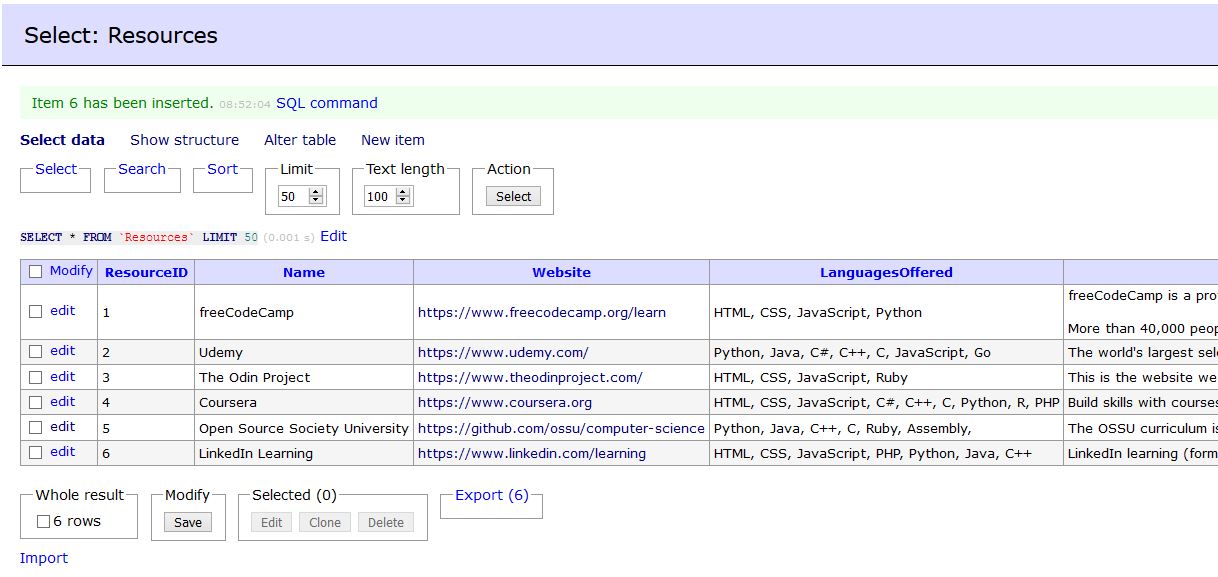 Select: Resources
Item 6 has been inserted. 08:52:04 SQL command
Select data Show structure Alter table New item
Select Search Sort Limit Text length Action
50 100 Select
SELECT * FROM `Resources` LIMIT 50 (0.001 s) Edit
Modify ResourceID Name Website LanguagesOffered
edit 1 freeCodeCamp https://www.freecodecamp.org/learn HTML, CSS, JavaScript, Python freeCodeCamp is a pro
More than 40,000 peop
edit 2 Udemy https://www.udemy.com/ Python, Java, C#, C++, C, JavaScript, Go The world's largest sel
edit 3 The Odin Project https://www.theodinproject.com/ HTML, CSS, JavaScript, Ruby This is the website we
edit 4 Coursera https://www.coursera.org HTML, CSS, JavaScript, C#, C++, C, Python, R, PHP Build skills with courses
edit 5 Open Source Society University https://github.com/ossu/computer-science Python, Java, C++, C, Ruby, Assembly, The OSSU curriculum is
edit 6 LinkedIn Learning https://www.linkedin.com/learning HTML, CSS, JavaScript, PHP, Python, Java, C++ LinkedIn learning (form
Whole result Modify Selected (0) Export (6)
6 rows Save Edit Clone Delete
Import